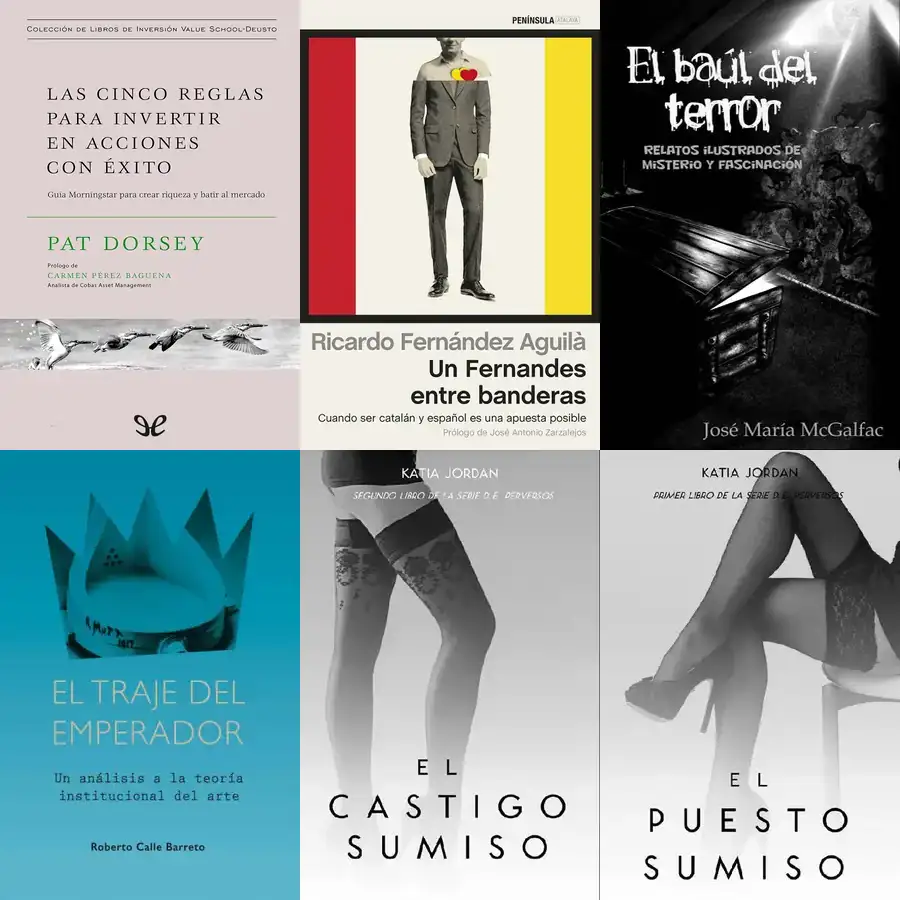 COLECCIÓN DE LIBROS DE INVERSIÓN VALUE SCHOOL-DEUSTO
LAS CINCO REGLAS
PARA INVERTIR
EN ACCIONES
CON ÉXITO
Guía Morningstar para crear riqueza y batir al mercado
PAT DORSEY
Prólogo de
CARMEN PÉREZ BAGUENA
Analista de Cobas Asset Management
PENÍNSULA ATALAYA
Ricardo Fernández Aguilà
Un Fernandes
entre banderas
Cuando ser catalán y español es una apuesta posible
Prólogo de José Antonio Zarzalejos
El baúl del
terror
RELATOS ILUSTRADOS DE
MISTERIO Y FASCINACIÓN
José María McGalfac
EL TRAJE DEL
EMPERADOR
Un análisis a la teoría
institucional del arte
Roberto Calle Barreto
KATIA JORDAN
SEGUNDO LIBRO DE LA SERIE D.E. PERVERSOS
EL
CASTIGO
SUMISO
KATIA JORDAN
PRIMER LIBRO DE LA SERIE D.E. PERVERSOS
EL
PUESTO
SUMISO